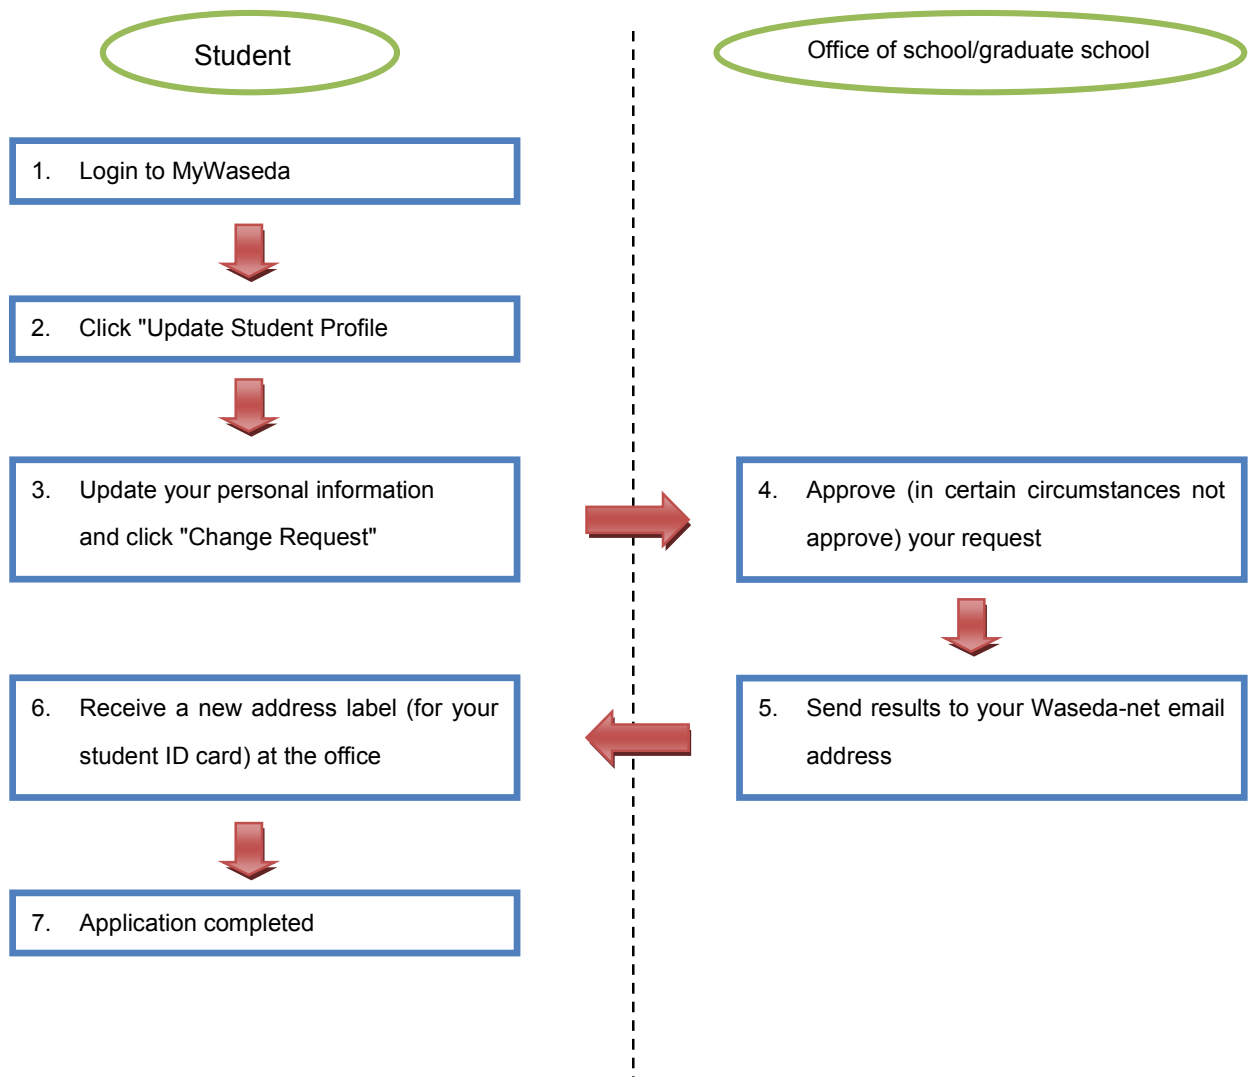 Student
Office of school/graduate school
1. Login to MyWaseda
2. Click "Update Student Profile
3. Update your personal information
and click "Change Request"
4. Approve (in certain circumstances not
approve) your request
5. Send results to your Waseda-net email
address
6. Receive a new address label (for your
student ID card) at the office
7. Application completed